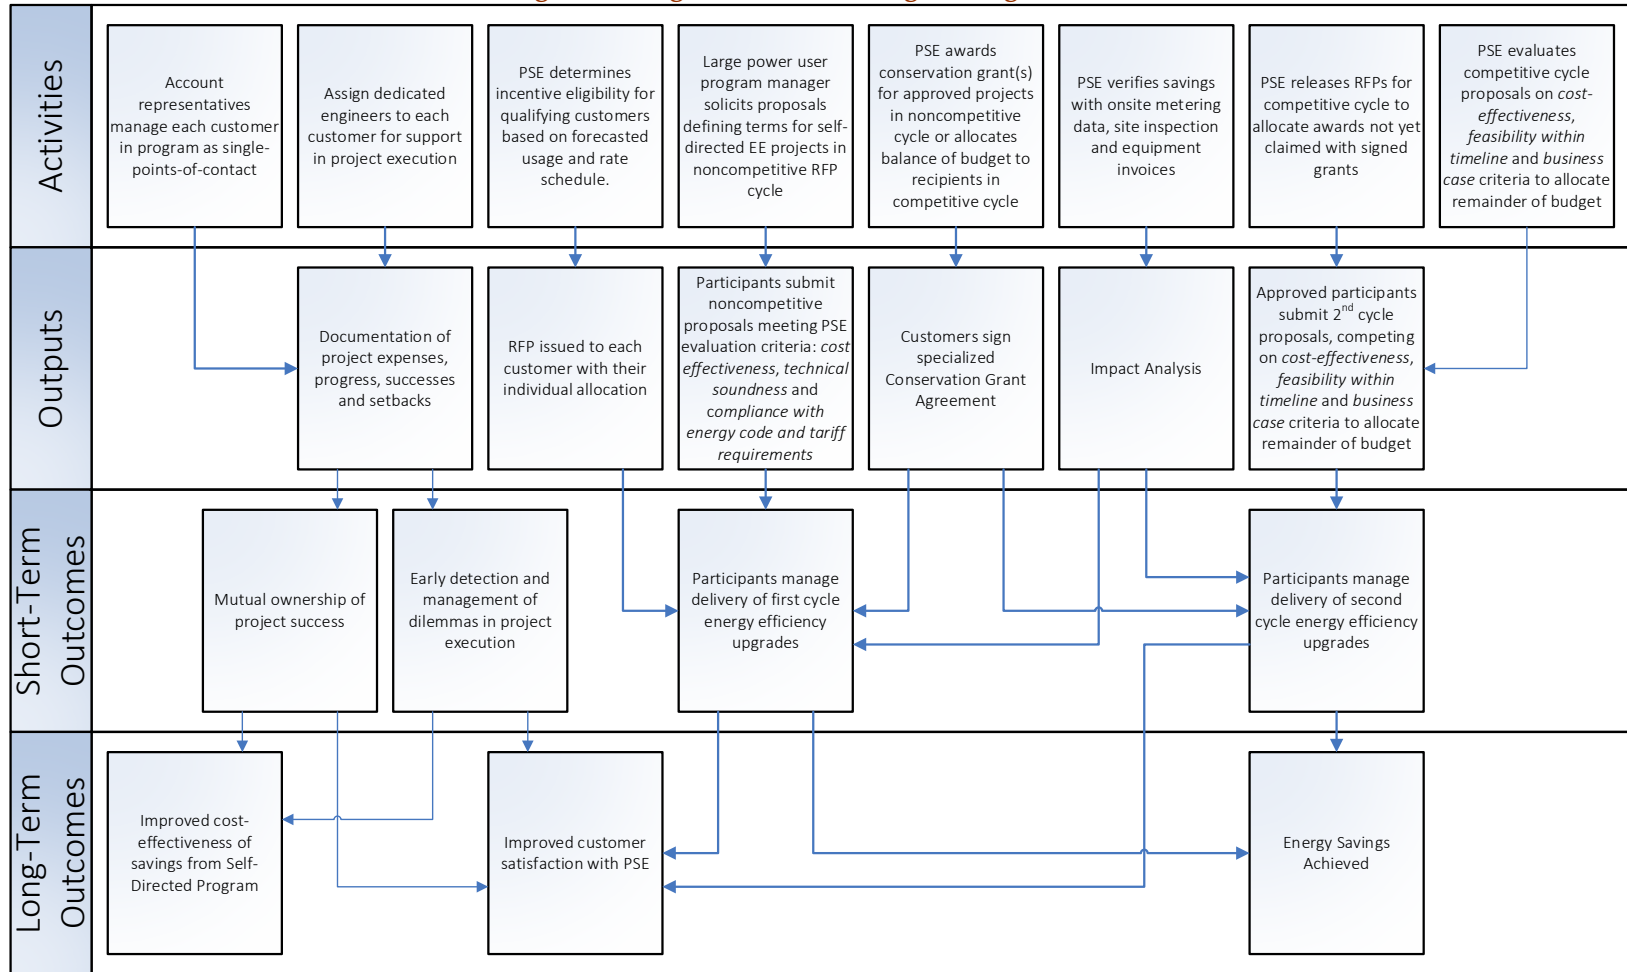 Activities
Account
representatives
manage each customer
in program as single-
points-of-contact
Assign dedicated
engineers to each
customer for support
in project execution
PSE determines
incentive eligibility for
qualifying customers
based on forecasted
usage and rate
schedule.
Large power user
program manager
solicits proposals
defining terms for self-
directed EE projects in
noncompetitive RFP
cycle
PSE awards
conservation grant(s)
for approved projects
in noncompetitive
cycle or allocates
balance of budget to
recipients in
competitive cycle
PSE verifies savings
with onsite metering
data, site inspection
and equipment
invoices
PSE releases RFPs for
competitive cycle to
allocate awards not yet
claimed with signed
grants
PSE evaluates
competitive cycle
proposals on cost-
effectiveness,
feasibility within
timeline and business
case criteria to allocate
remainder of budget
Outputs
Documentation of
project expenses,
progress, successes
and setbacks
RFP issued to each
customer with their
individual allocation
Participants submit
noncompetitive
proposals meeting PSE
evaluation criteria: cost
effectiveness, technical
soundness and
compliance with
energy code and tariff
requirements
Customers sign
specialized
Conservation Grant
Agreement
Impact Analysis
Approved participants
submit 2nd cycle
proposals, competing
on cost-effectiveness,
feasibility within
timeline and business
case criteria to allocate
remainder of budget
Short-Term
Outcomes
Mutual ownership of
project success
Early detection and
management of
dilemmas in project
execution
Participants manage
delivery of first cycle
energy efficiency
upgrades
Participants manage
delivery of second
cycle energy efficiency
upgrades
Long-Term
Outcomes
Improved cost-
effectiveness of
savings from Self-
Directed Program
Improved customer
satisfaction with PSE
Energy Savings
Achieved